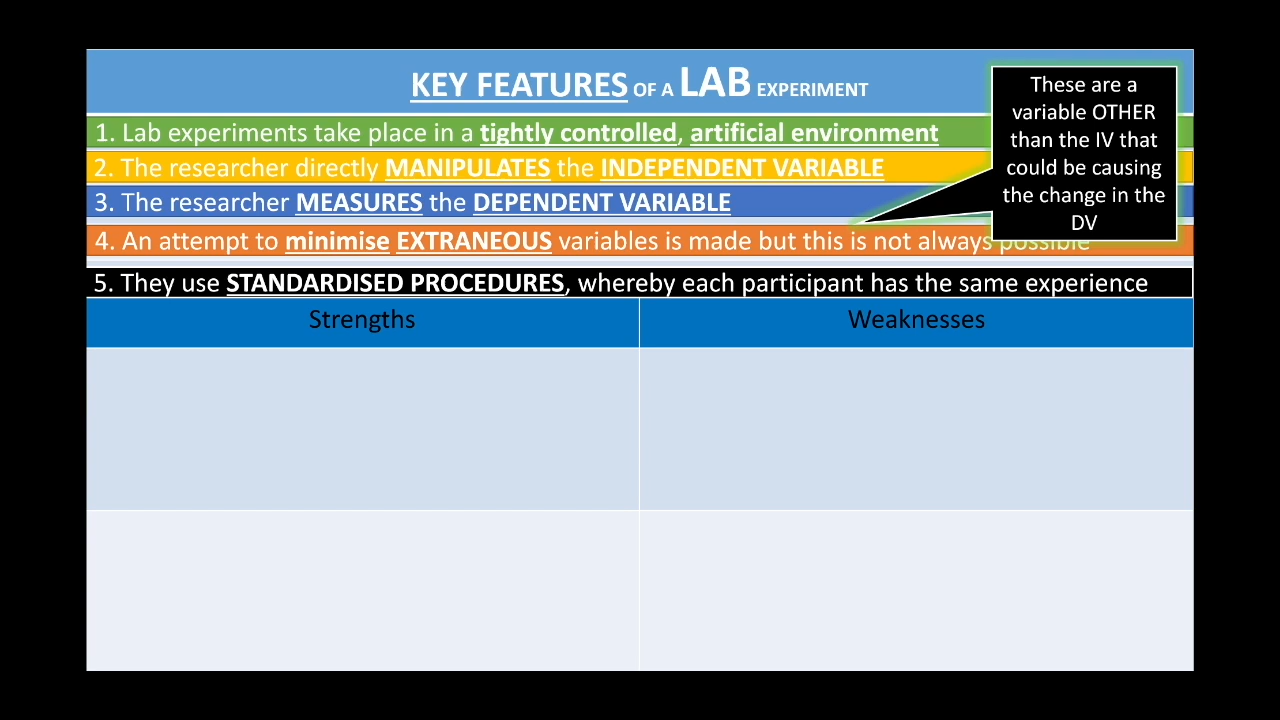 KEY FEATURES OF A LAB EXPERIMENT
These are a
variable OTHER
than the IV that
could be causing
the change in the
DV
1. Lab experiments take place in a tightly controlled, artificial environment
2. The researcher directly MANIPULATES the INDEPENDENT VARIABLE
3. The researcher MEASURES the DEPENDENT VARIABLE
4. An attempt to minimise EXTRANEOUS variables is made but this is not always possible
5. They use STANDARDISED PROCEDURES, whereby each participant has the same experience
Strengths
Weaknesses